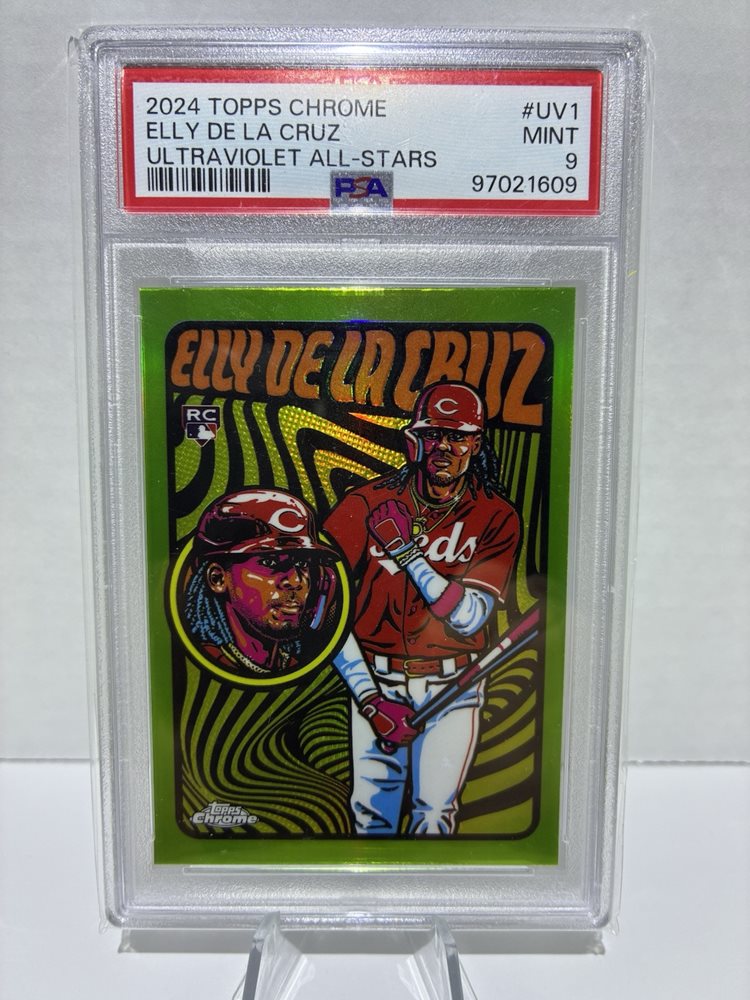 2024 TOPPS CHROME #UV1
ELLY DE LA CRUZ MINT
ULTRAVIOLET ALL-STARS 9
PSA 97021609
ELLY DE LA CRUZ
RC
C
Reds
C
Topps
Chrome